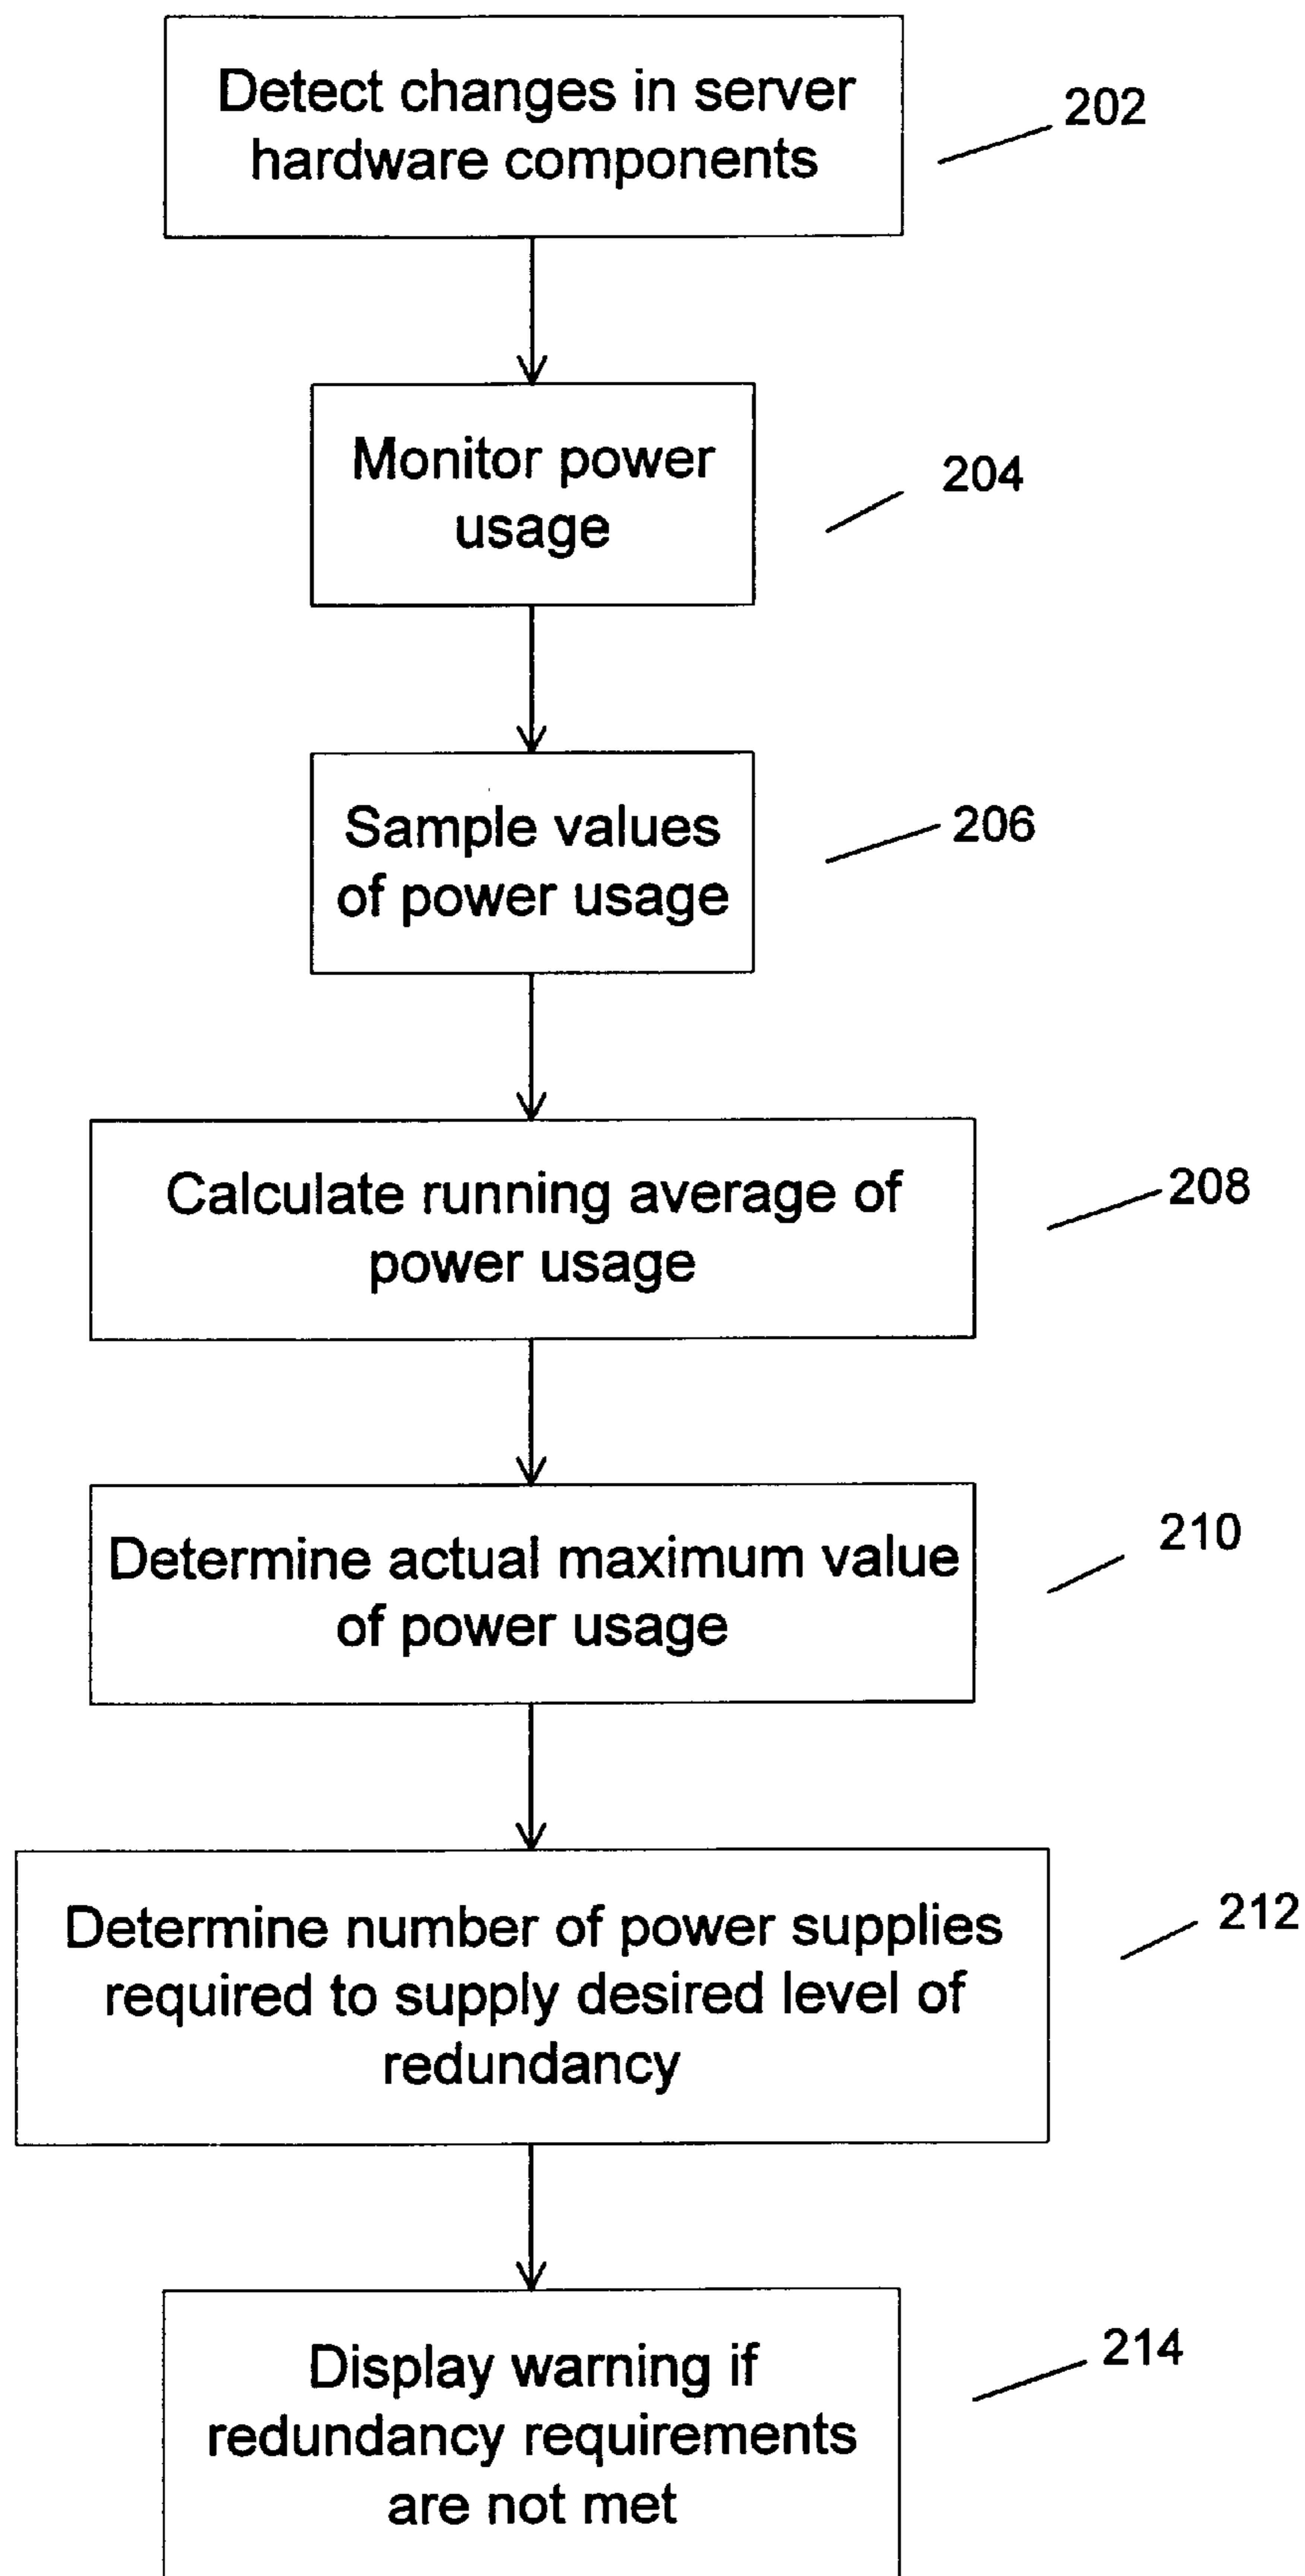 Detect changes in server
hardware components
202
Monitor power
usage
204
Sample values
of power usage
206
Calculate running average of
power usage
208
Determine actual maximum value
of power usage
210
Determine number of power supplies
required to supply desired level of
redundancy
212
Display warning if
redundancy requirements
are not met
214